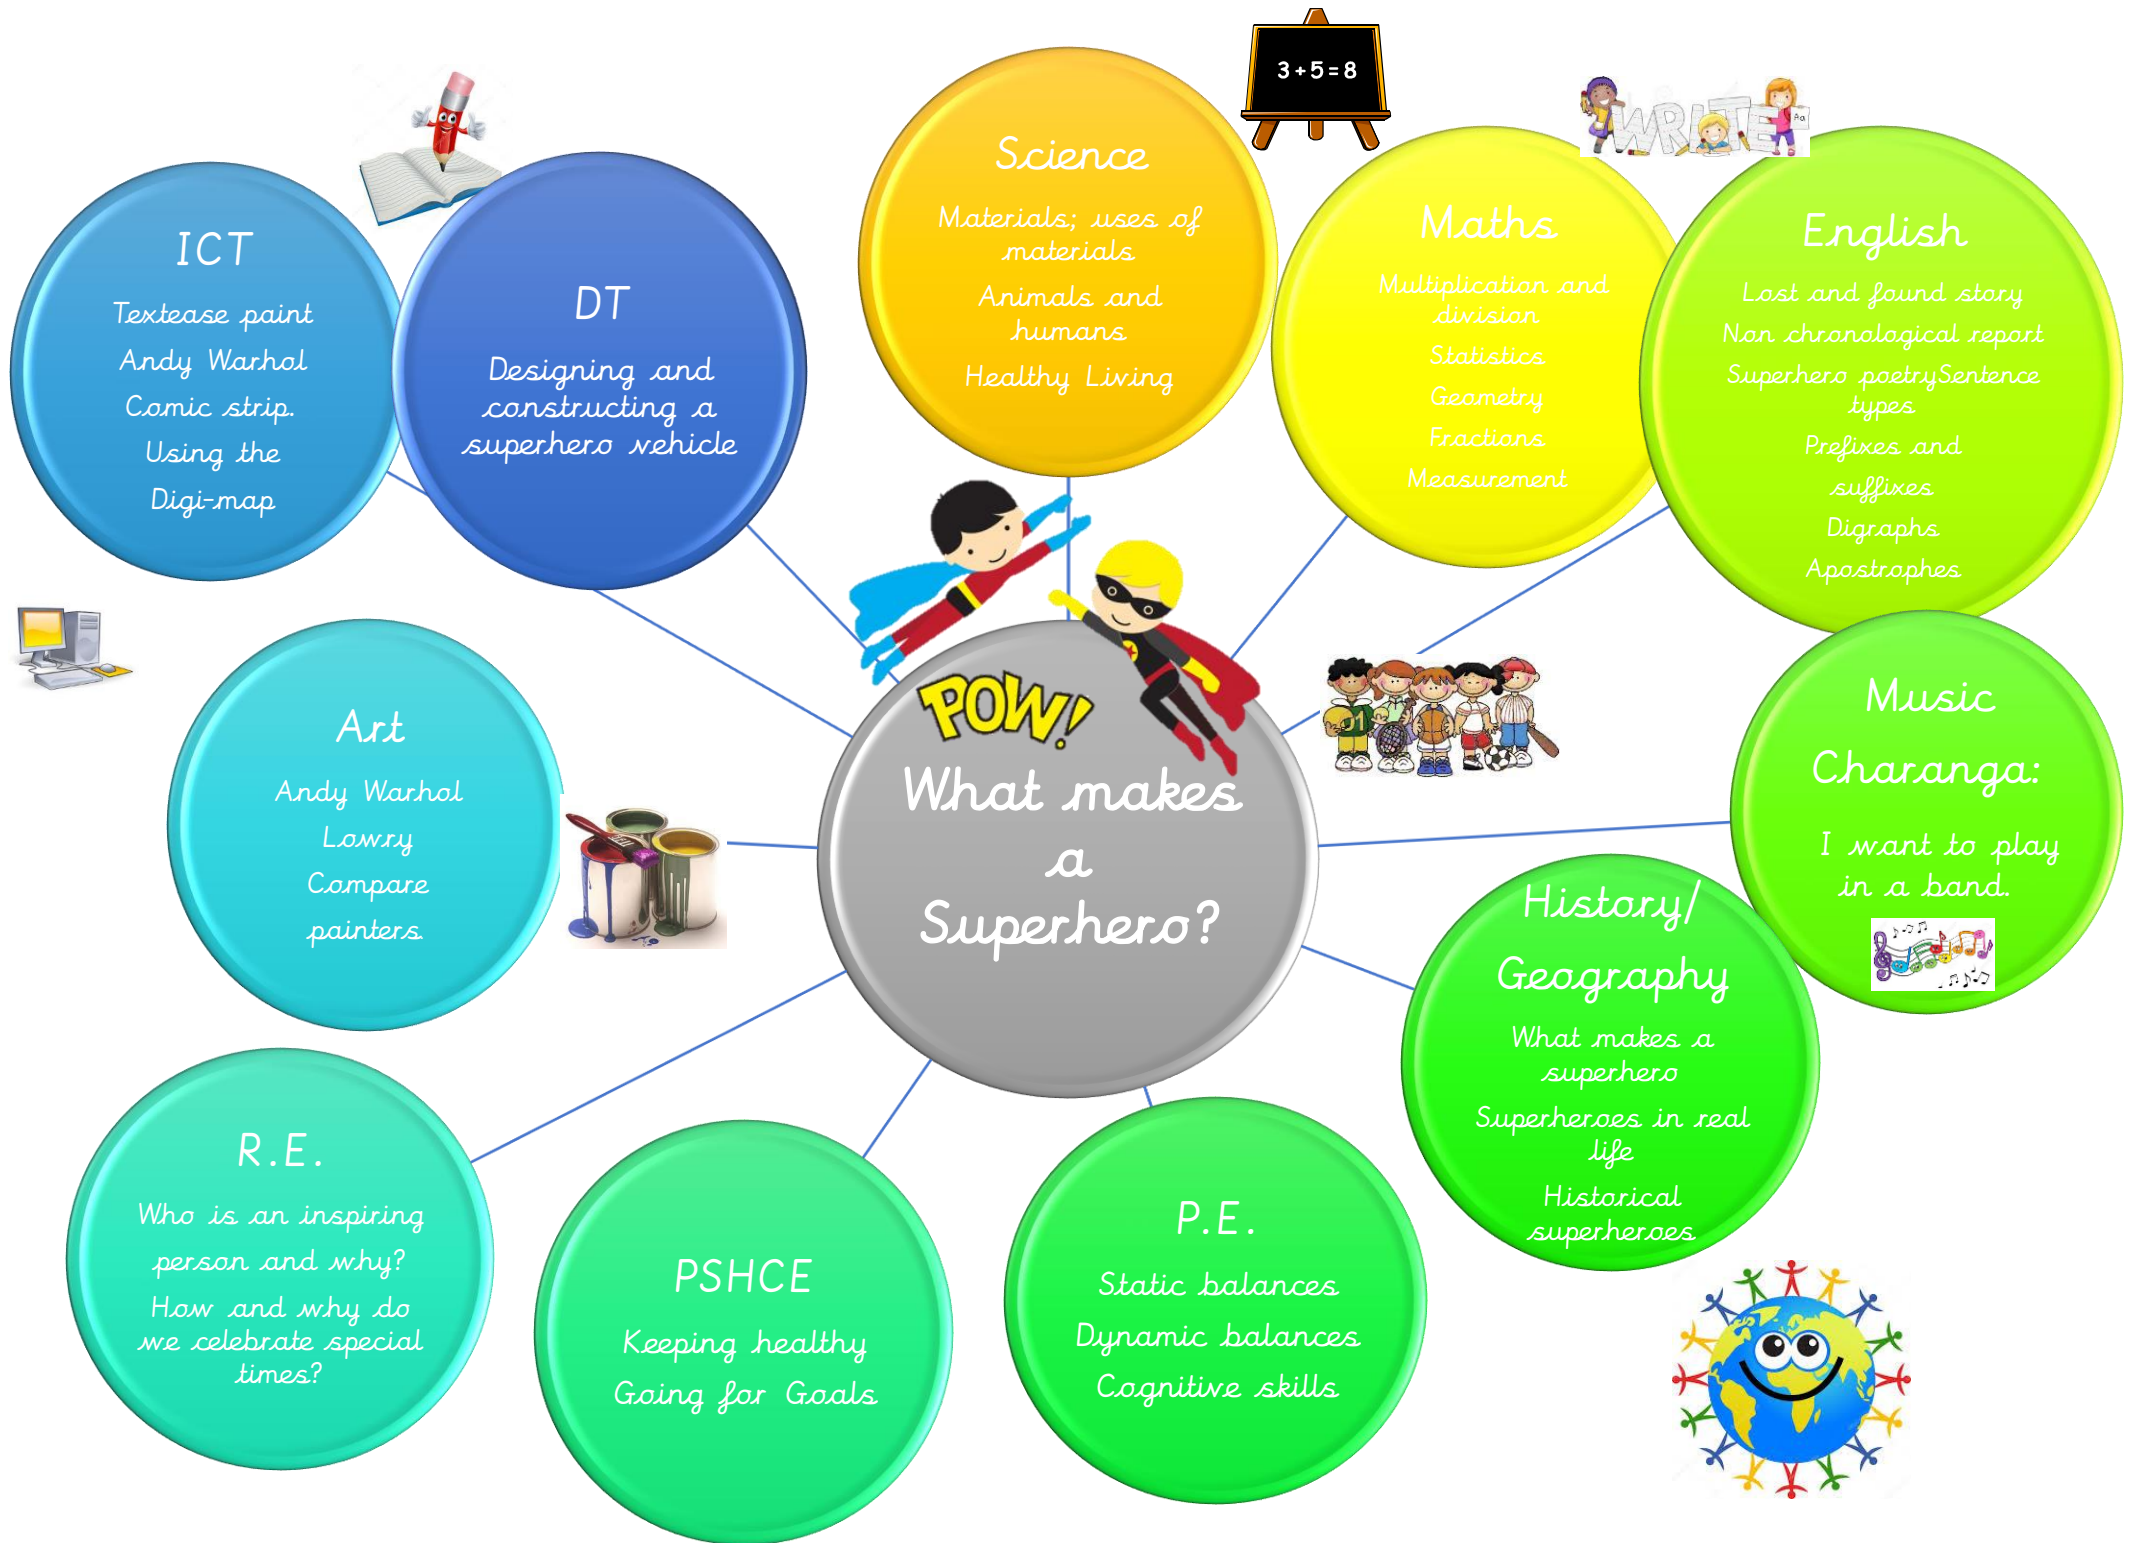 3+5=8
WRITE
Aa
Science
Materials; uses of
materials
Animals and
humans
Healthy Living
Maths
Multiplication and
division
Statistics
Geometry
Fractions
Measurement
English
Lost and found story
Non chronological report
Superhero poetrySentence
types
Prefixes and
suffixes
Digraphs
Apostrophes
ICT
Textease paint
Andy Warhol
Comic strip.
Using the
Digi-map
DT
Designing and
constructing a
superhero vehicle
POW!
What makes
a
Superhero?
Music
Charanga:
I want to play
in a band.
Art
Andy Warhol
Lowry
Compare
painters.
History/
Geography
What makes a
superhero
Superheroes in real
life
Historical
superheroes
R.E.
Who is an inspiring
person and why?
How and why do
we celebrate special
times?
PSHCE
Keeping healthy
Going for Goals
P.E.
Static balances
Dynamic balances
Cognitive skills